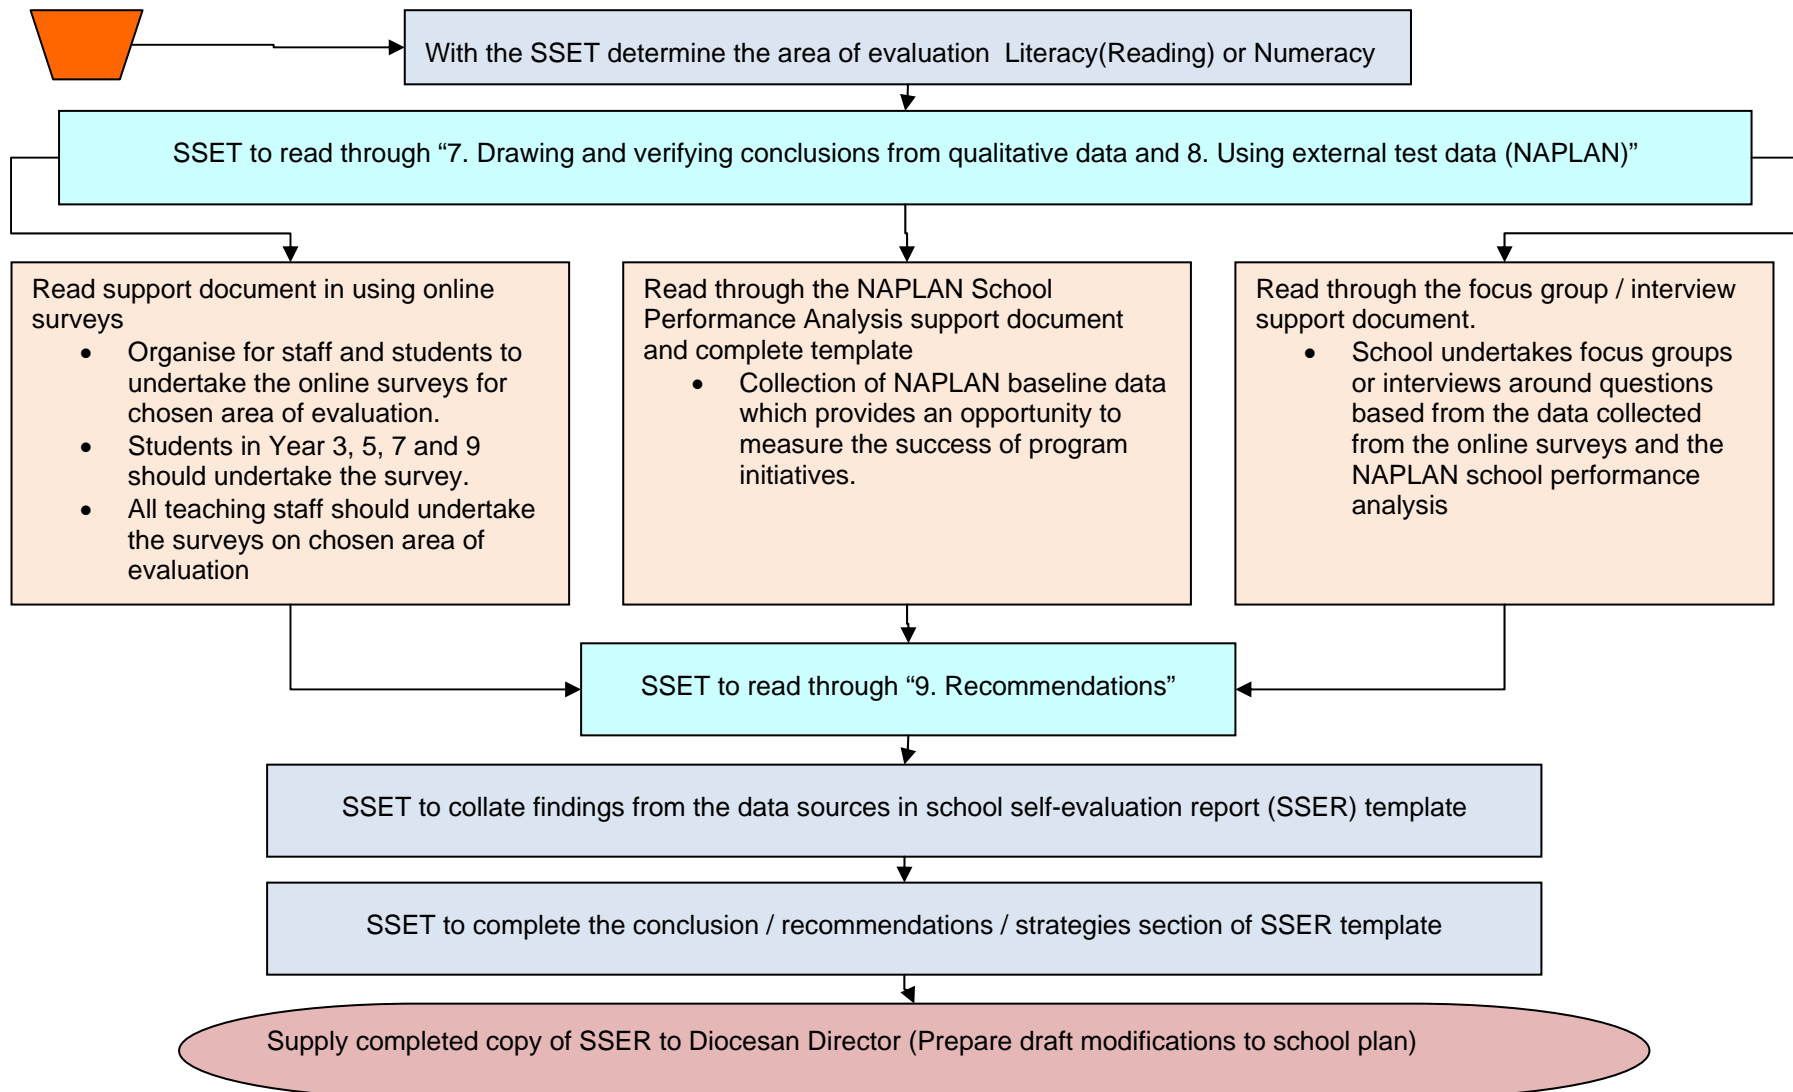 With the SSET determine the area of evaluation  Literacy(Reading) or Numeracy
SSET to read through “7. Drawing and verifying conclusions from qualitative data and 8. Using external test data (NAPLAN)”
Read support document in using online
surveys
• Organise for staff and students to
undertake the online surveys for
chosen area of evaluation.
• Students in Year 3, 5, 7 and 9
should undertake the survey.
• All teaching staff should undertake
the surveys on chosen area of
evaluation
Read through the NAPLAN School
Performance Analysis support document
and complete template
• Collection of NAPLAN baseline data
which provides an opportunity to
measure the success of program
initiatives.
Read through the focus group / interview
support document.
• School undertakes focus groups
or interviews around questions
based from the data collected
from the online surveys and the
NAPLAN school performance
analysis
SSET to read through “9. Recommendations”
SSET to collate findings from the data sources in school self-evaluation report (SSER) template
SSET to complete the conclusion / recommendations / strategies section of SSER template
Supply completed copy of SSER to Diocesan Director (Prepare draft modifications to school plan)